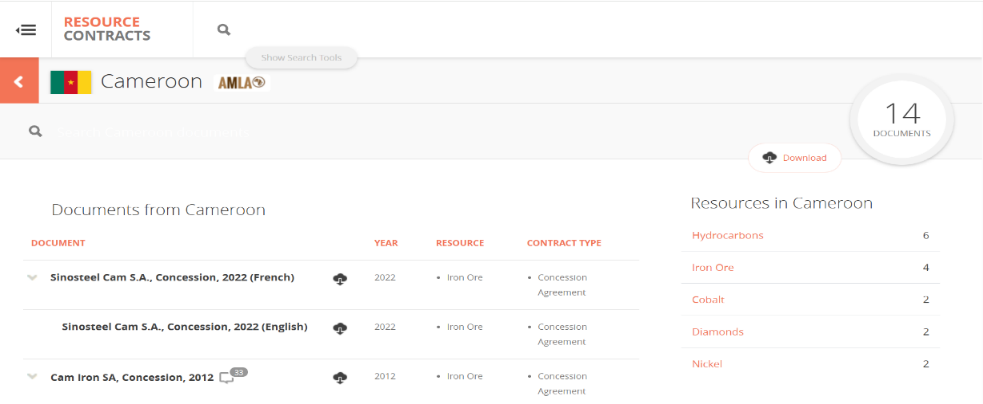 RESOURCE
CONTRACTS
Show Search Tools
Cameroon AMLA
14
DOCUMENTS
Download
Documents from Cameroon
DOCUMENT YEAR RESOURCE CONTRACT TYPE
Sinosteel Cam S.A., Concession, 2022 (French) 2022 • Iron Ore • Concession
Agreement
Sinosteel Cam S.A., Concession, 2022 (English) 2022 • Iron Ore • Concession
Agreement
Cam Iron SA, Concession, 2012 33 2012 • Iron Ore • Concession
Agreement
Resources in Cameroon
Hydrocarbons 6
Iron Ore 4
Cobalt 2
Diamonds 2
Nickel 2